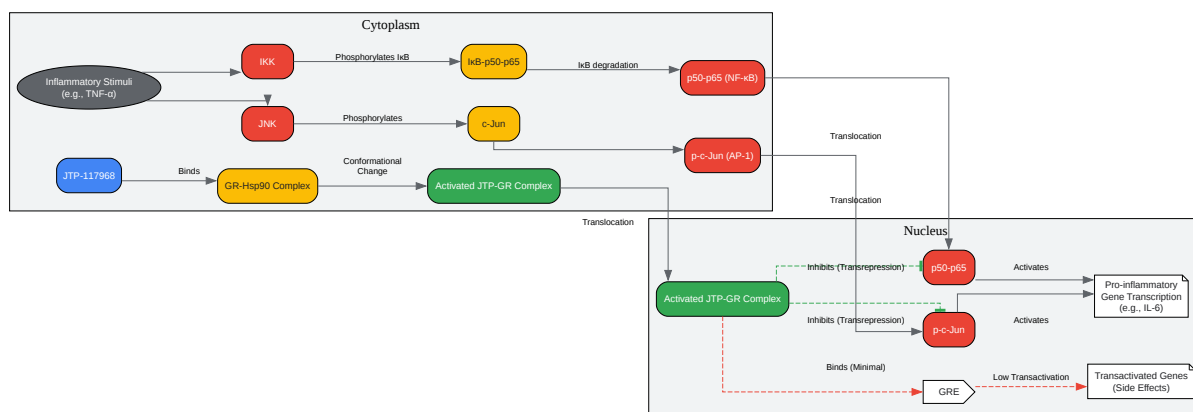 Cytoplasm
Inflammatory Stimuli
(e.g., TNF-α)
IKK
Phosphorylates IκB
IκB-p50-p65
IκB degradation
p50-p65 (NF-κB)
JNK
Phosphorylates
c-Jun
p-c-Jun (AP-1)
Translocation
Translocation
JTP-117968
Binds
GR-Hsp90 Complex
Conformational
Change
Activated JTP-GR Complex
Translocation
Nucleus
Activated JTP-GR Complex
Inhibits (Transrepression)
p50-p65
Activates
Pro-inflammatory
Gene Transcription
(e.g., IL-6)
Inhibits (Transrepression)
p-c-Jun
Activates
Binds (Minimal)
GRE
Low Transactivation
Transactivated Genes
(Side Effects)